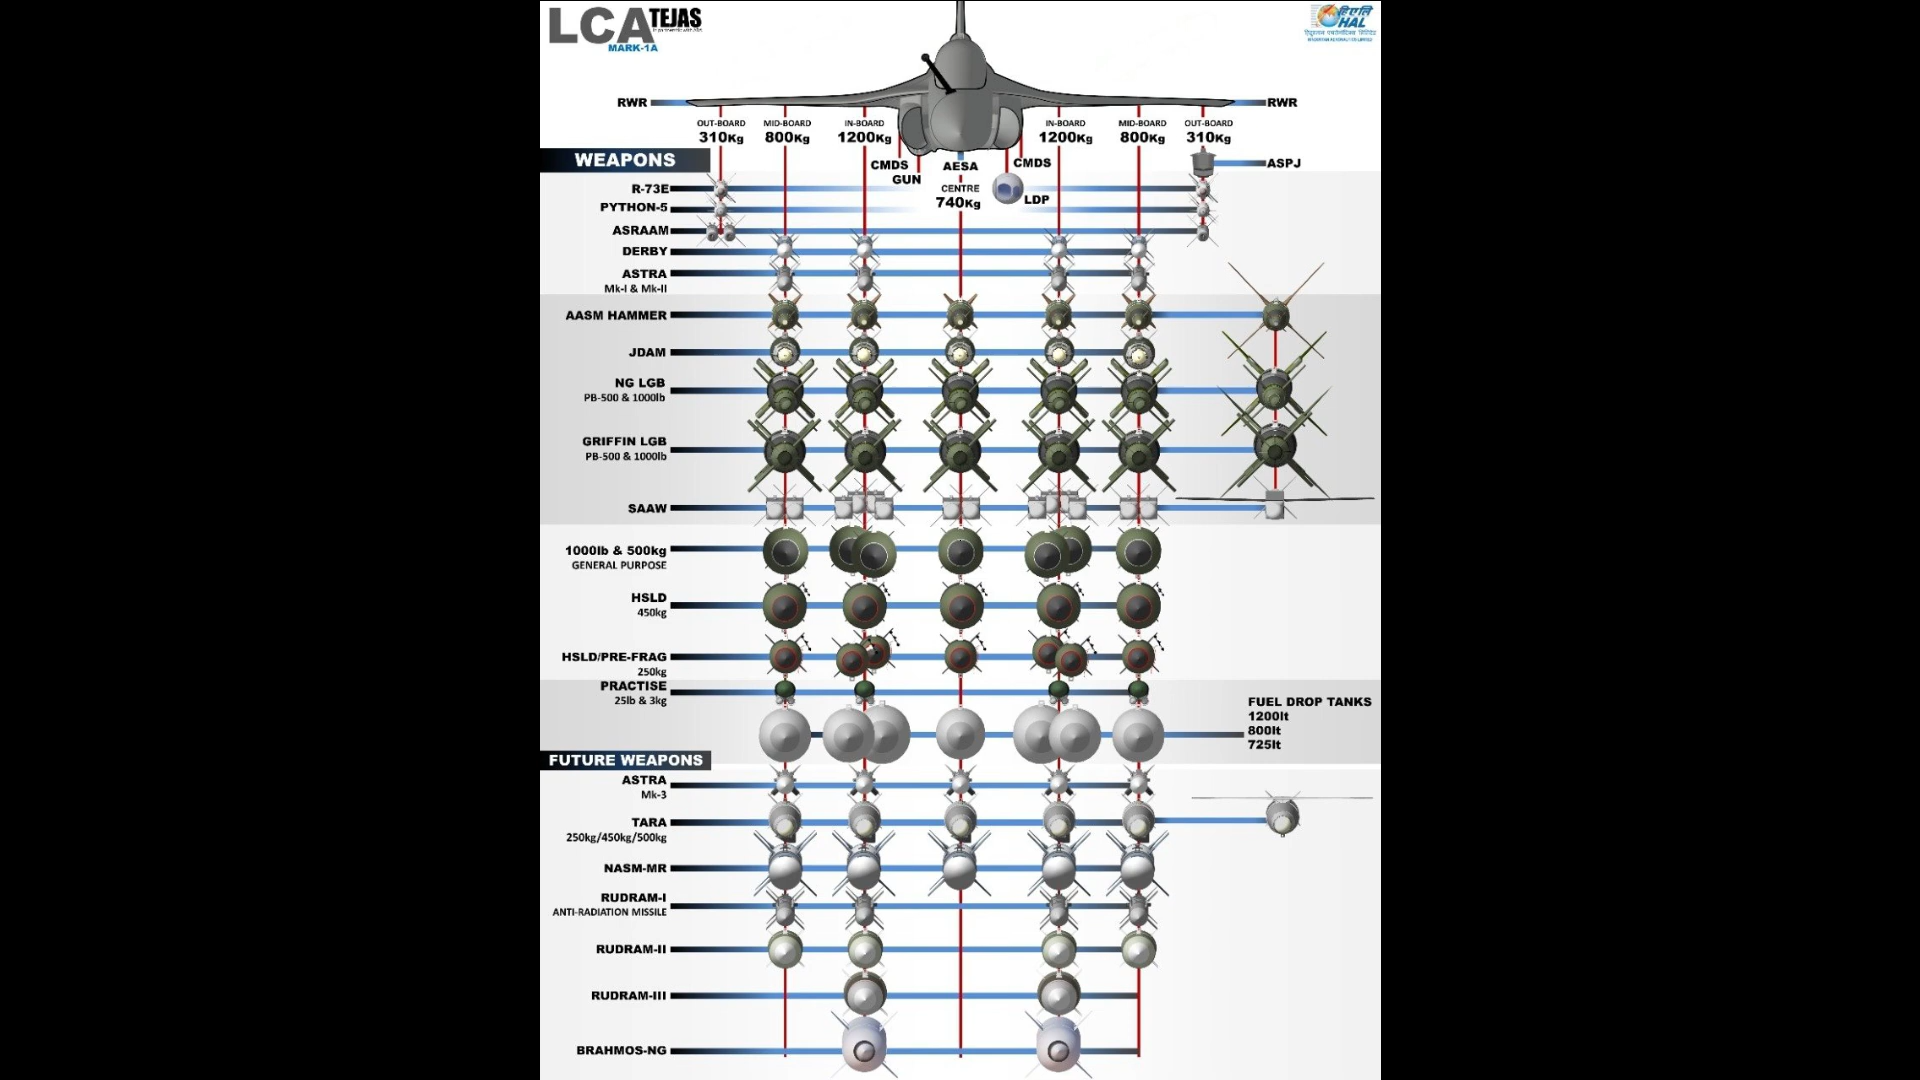 LCA TEJAS
MARK-1A
हिएलि
HAL
RWR
RWR
OUT-BOARD
310Kg
MID-BOARD
800Kg
IN-BOARD
1200Kg
IN-BOARD
1200Kg
MID-BOARD
800Kg
OUT-BOARD
310Kg
WEAPONS
CMDS
GUN
AESA
CMDS
ASPJ
CENTRE
740Kg
LDP
R-73E
PYTHON-5
ASRAAM
DERBY
ASTRA
Mk-I & Mk-II
AASM HAMMER
JDAM
NG LGB
PB-500 & 1000lb
GRIFFIN LGB
PB-500 & 1000lb
SAAW
1000lb & 500kg
GENERAL PURPOSE
HSLD
450kg
HSLD/PRE-FRAG
250kg
PRACTISE
25lb & 3kg
FUEL DROP TANKS
1200lt
800lt
725lt
FUTURE WEAPONS
ASTRA
Mk-3
TARA
250kg/450kg/500kg
NASM-MR
RUDRAM-I
ANTI-RADIATION MISSILE
RUDRAM-II
RUDRAM-III
BRAHMOS-NG